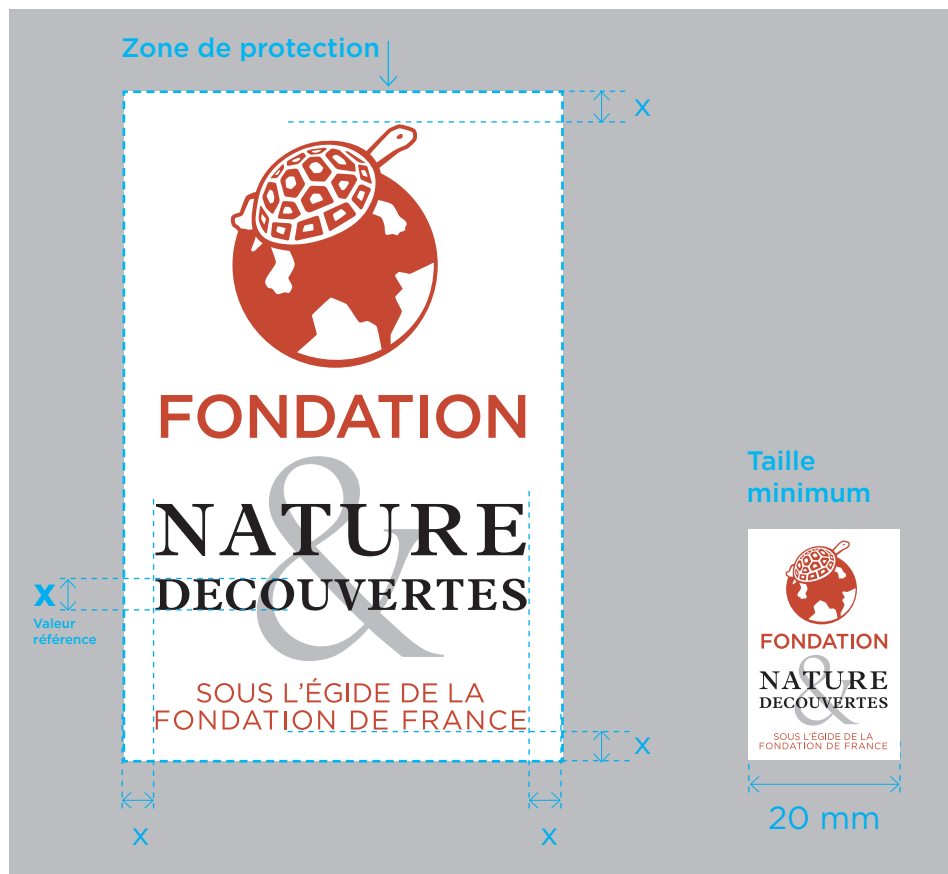 Zone de protection
x
FONDATION
&
NATURE
DECOUVERTES
x
Valeur
référence
SOUS L'ÉGIDE DE LA
FONDATION DE FRANCE
x
x
x
Taille
minimum
FONDATION
&
NATURE
DECOUVERTES
SOUS L'ÉGIDE DE LA
FONDATION DE FRANCE
20 mm